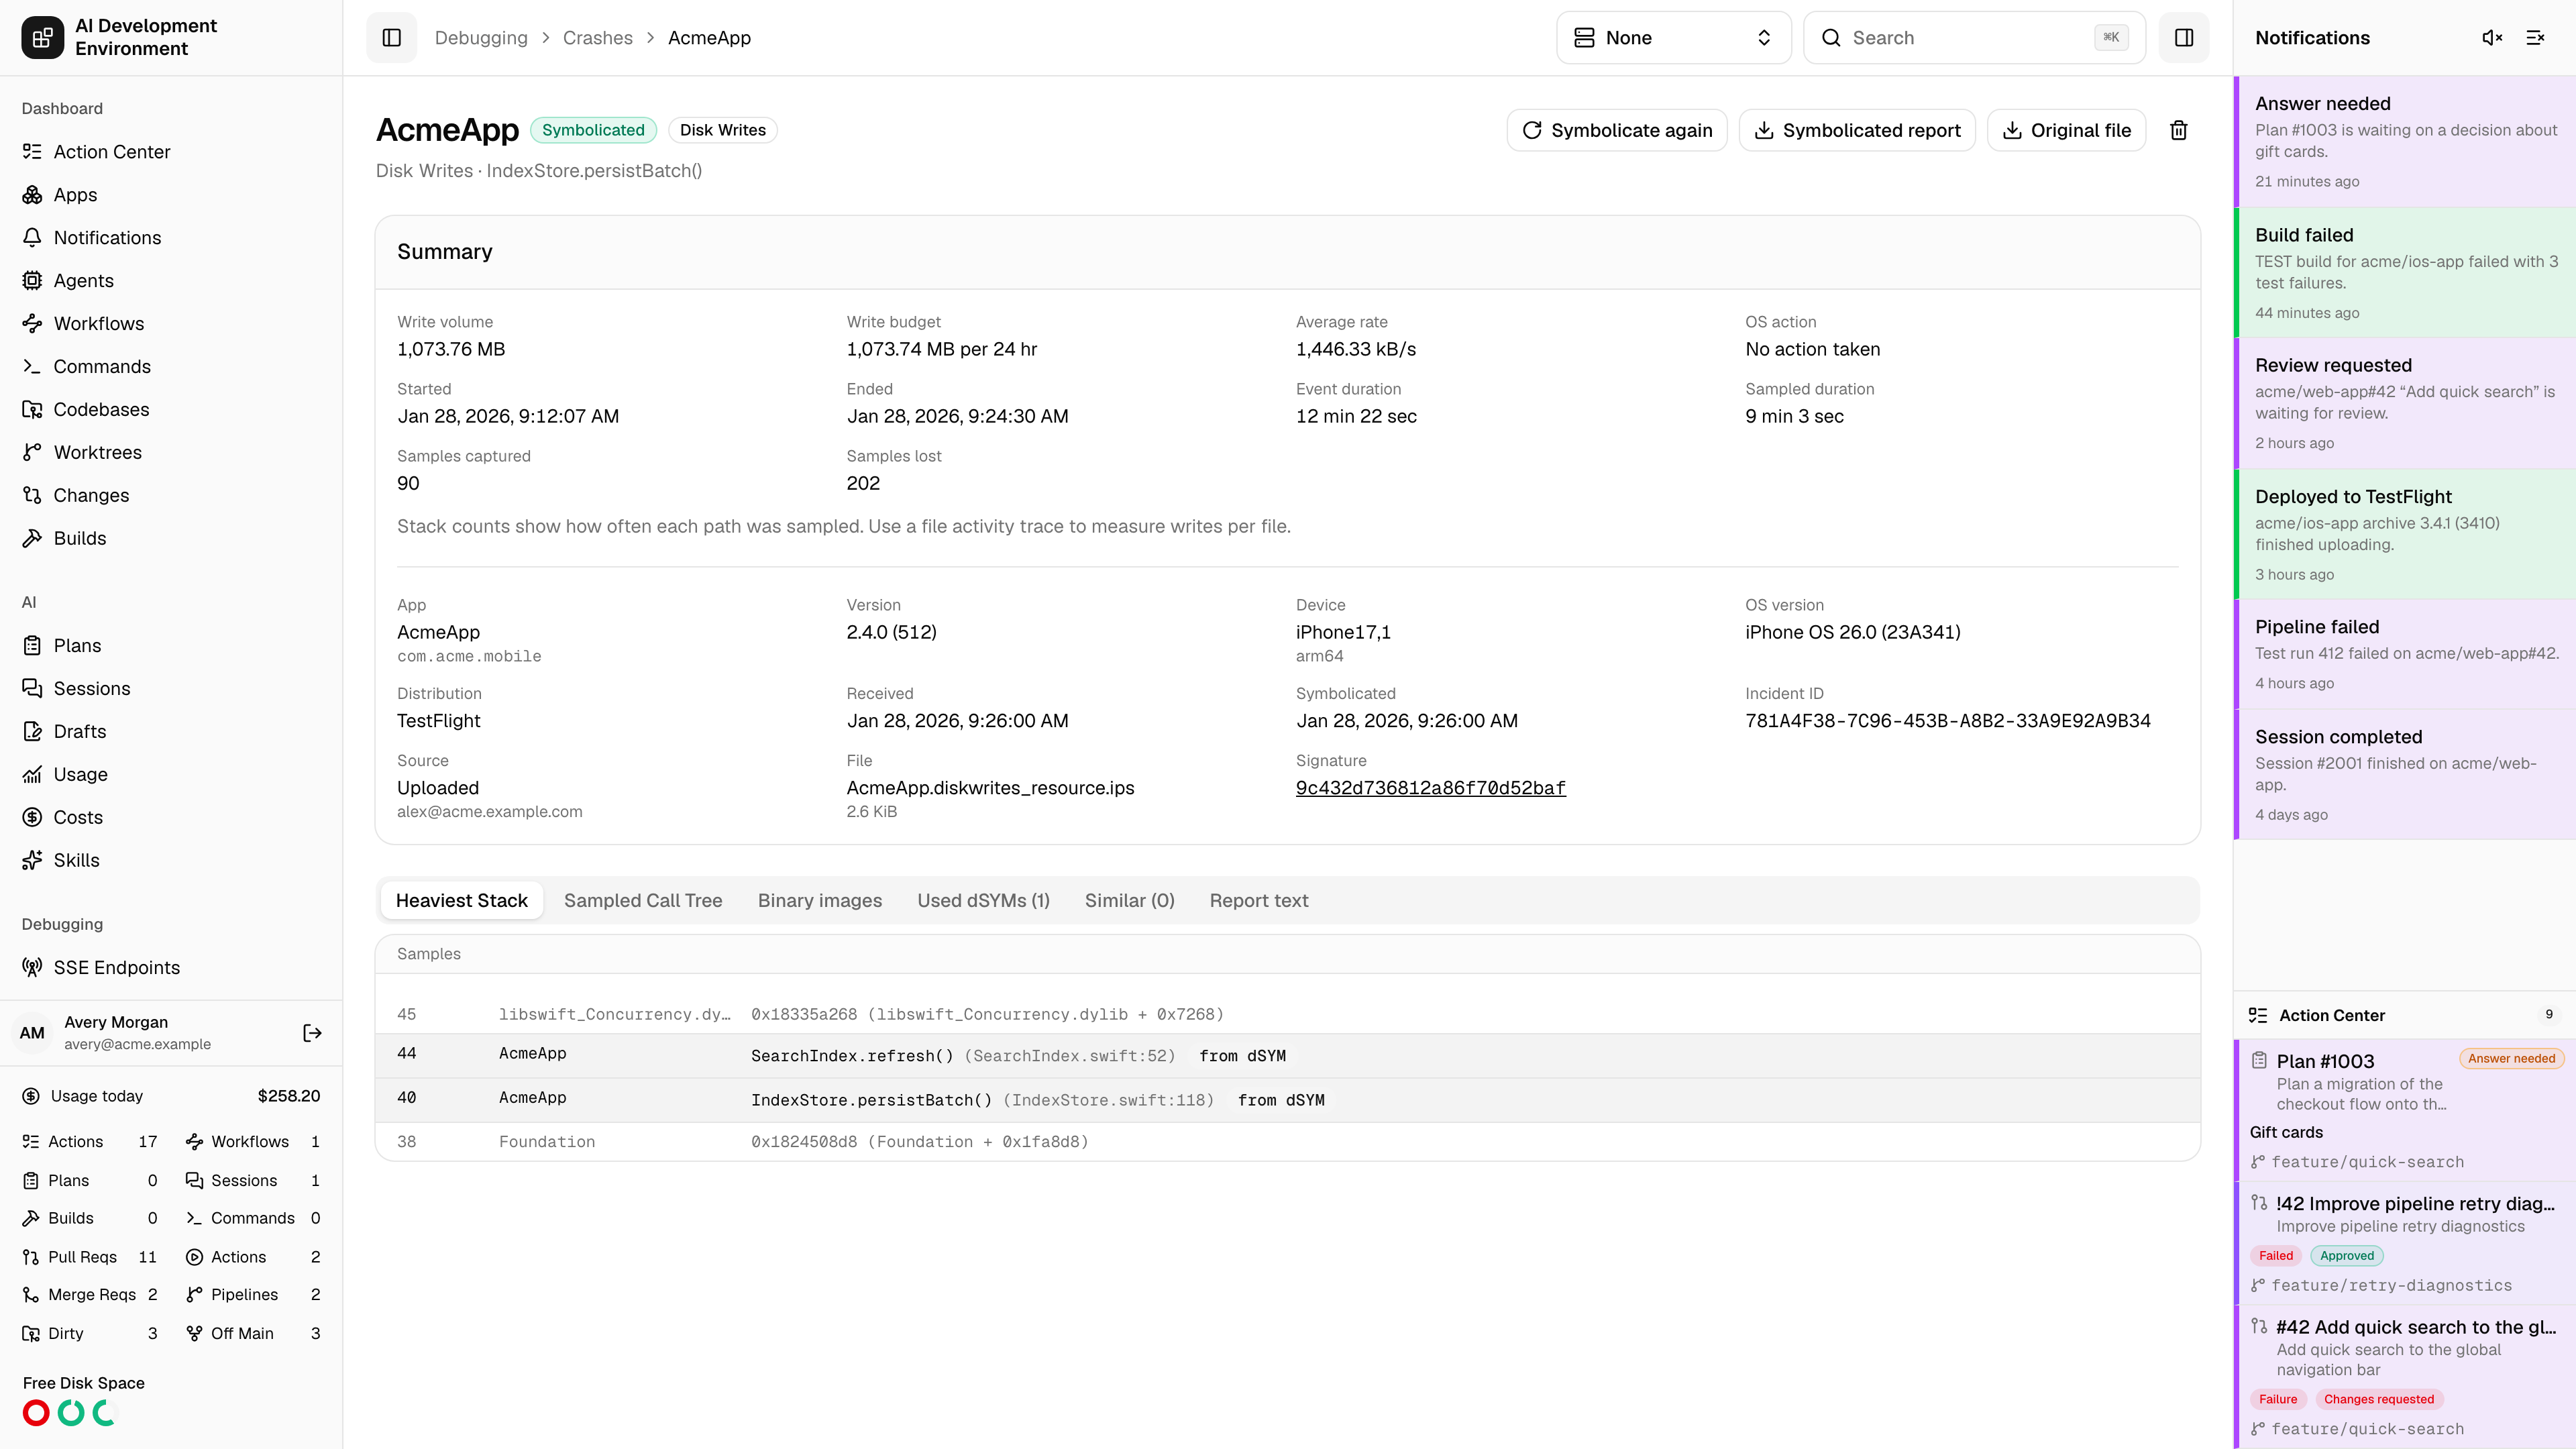 AI Development
Environment
Dashboard
Action Center
Apps
Notifications
Agents
Workflows
Commands
Codebases
Worktrees
Changes
Builds
AI
Plans
Sessions
Drafts
Usage
Costs
Skills
Debugging
SSE Endpoints
AM
Avery Morgan
avery@acme.example
Usage today $258.20
Actions 17 Workflows 1
Plans 0 Sessions 1
Builds 0 Commands 0
Pull Reqs 11 Actions 2
Merge Reqs 2 Pipelines 2
Dirty 3 Off Main 3
Free Disk Space
Debugging > Crashes > AcmeApp
None
Search ⌘K
AcmeApp Symbolicated Disk Writes
Symbolicate again Symbolicated report Original file
Disk Writes · IndexStore.persistBatch()
Summary
Write volume Write budget Average rate OS action
1,073.76 MB 1,073.74 MB per 24 hr 1,446.33 kB/s No action taken
Started Ended Event duration Sampled duration
Jan 28, 2026, 9:12:07 AM Jan 28, 2026, 9:24:30 AM 12 min 22 sec 9 min 3 sec
Samples captured Samples lost
90 202
Stack counts show how often each path was sampled. Use a file activity trace to measure writes per file.
App Version Device OS version
AcmeApp 2.4.0 (512) iPhone17,1 iPhone OS 26.0 (23A341)
com.acme.mobile arm64
Distribution Received Symbolicated Incident ID
TestFlight Jan 28, 2026, 9:26:00 AM Jan 28, 2026, 9:26:00 AM 781A4F38-7C96-453B-A8B2-33A9E92A9B34
Source File Signature
Uploaded AcmeApp.diskwrites_resource.ips 9c432d736812a86f70d52baf
alex@acme.example.com 2.6 KiB
Heaviest Stack Sampled Call Tree Binary images Used dSYMs (1) Similar (0) Report text
Samples
45 libswift_Concurrency.dy… 0x18335a268 (libswift_Concurrency.dylib + 0x7268)
44 AcmeApp SearchIndex.refresh() (SearchIndex.swift:52) from dSYM
40 AcmeApp IndexStore.persistBatch() (IndexStore.swift:118) from dSYM
38 Foundation 0x1824508d8 (Foundation + 0x1fa8d8)
Notifications
Answer needed
Plan #1003 is waiting on a decision about
gift cards.
21 minutes ago
Build failed
TEST build for acme/ios-app failed with 3
test failures.
44 minutes ago
Review requested
acme/web-app#42 “Add quick search” is
waiting for review.
2 hours ago
Deployed to TestFlight
acme/ios-app archive 3.4.1 (3410)
finished uploading.
3 hours ago
Pipeline failed
Test run 412 failed on acme/web-app#42.
4 hours ago
Session completed
Session #2001 finished on acme/web-
app.
4 days ago
Action Center 9
Plan #1003 Answer needed
Plan a migration of the
checkout flow onto th…
Gift cards
feature/quick-search
!42 Improve pipeline retry diag…
Improve pipeline retry diagnostics
Failed Approved
feature/retry-diagnostics
#42 Add quick search to the gl…
Add quick search to the global
navigation bar
Failure Changes requested
feature/quick-search